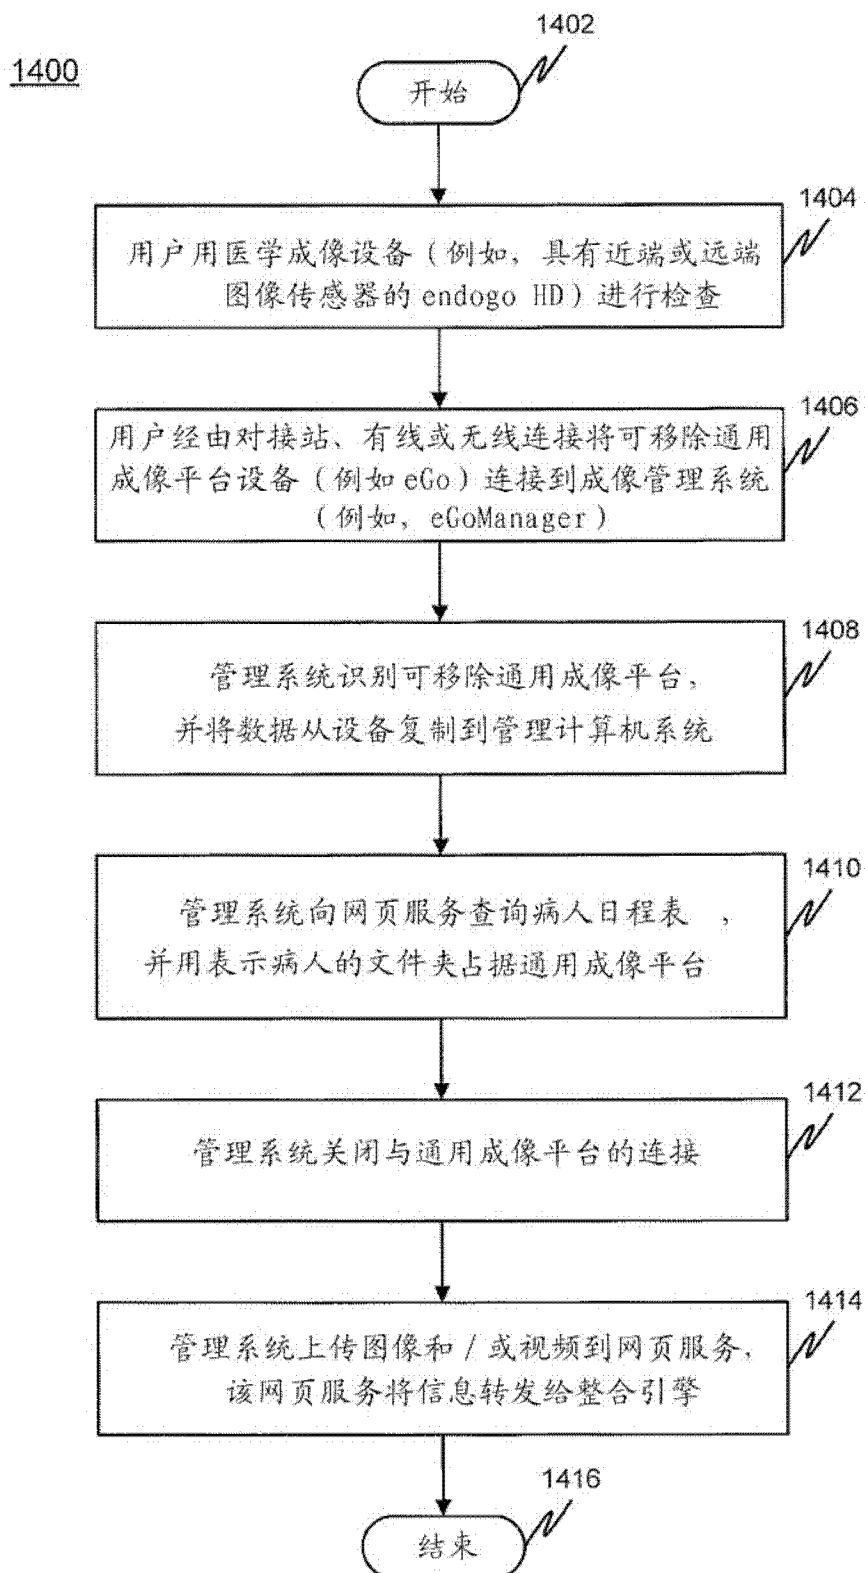 1402
1400
开始
1404
用户用医学成像设备(例如,具有近端或远端
图像传感器的 endogo HD)进行检查
1406
用户经由对接站、有线或无线连接将可移除通用
成像平台设备(例如 eGo)连接到成像管理系统
(例如, eGoManager)
1408
管理系统识别可移除通用成像平台,
并将数据从设备复制到管理计算机系统
1410
管理系统向网页服务查询病人日程表 ,
并用表示病人的文件夹占据通用成像平台
1412
管理系统关闭与通用成像平台的连接
1414
管理系统上传图像和/或视频到网页服务,
该网页服务将信息转发给整合引擎
1416
结束